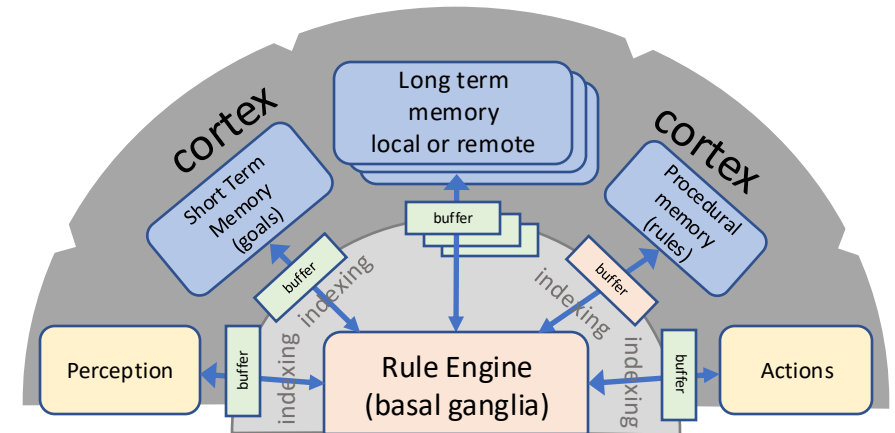 cortex
cortex
Long term
memory
local or remote
Short Term
Memory
(goals)
Procedural
memory
(rules)
buffer
buffer
buffer
indexing
indexing
Perception
buffer
indexing
Rule Engine
(basal ganglia)
indexing
buffer
Actions